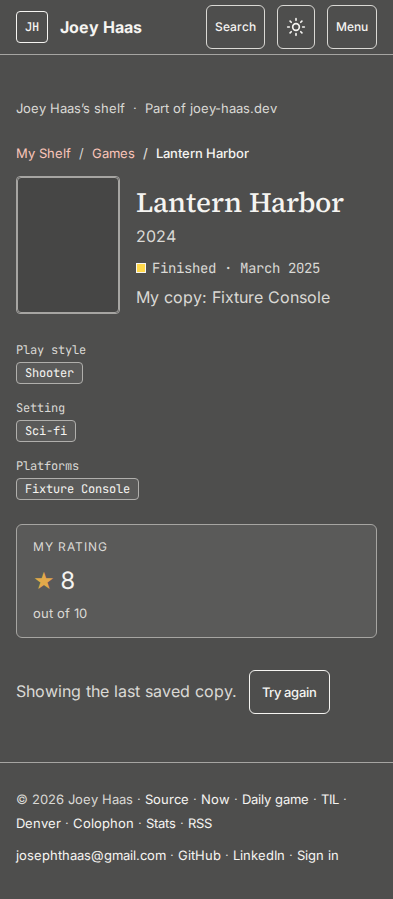 JH Joey Haas Search Menu
Joey Haas's shelf · Part of joey-haas.dev
My Shelf / Games / Lantern Harbor
Lantern Harbor
2024
Finished · March 2025
My copy: Fixture Console
Play style
Shooter
Setting
Sci-fi
Platforms
Fixture Console
MY RATING
★ 8
out of 10
Showing the last saved copy. Try again
© 2026 Joey Haas · Source · Now · Daily game · TIL ·
Denver · Colophon · Stats · RSS
josephthaas@gmail.com · GitHub · LinkedIn · Sign in